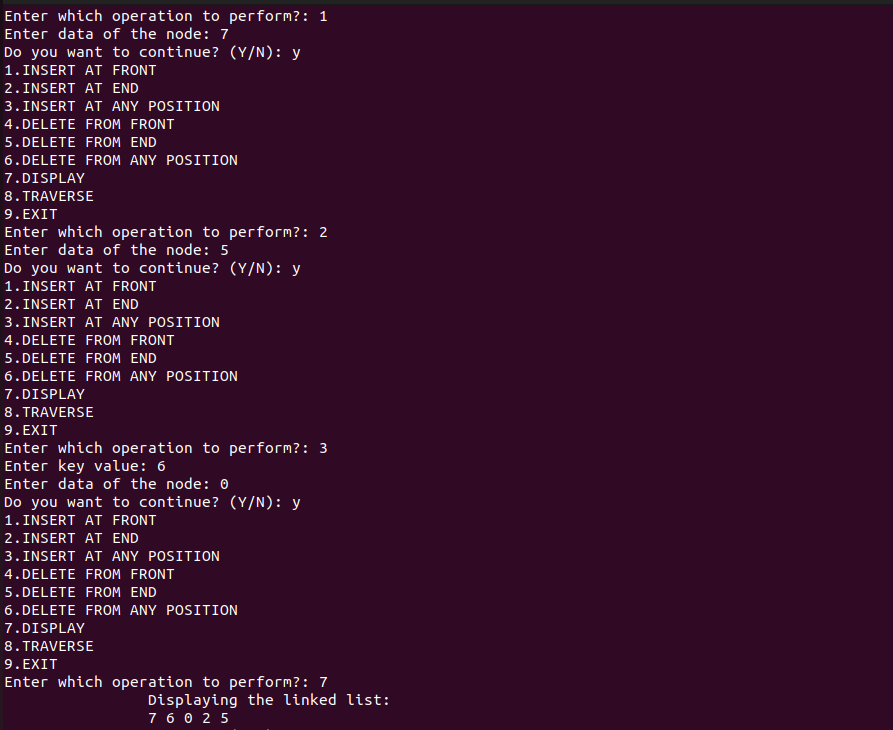 Enter which operation to perform?: 1
Enter data of the node: 7
Do you want to continue? (Y/N): y
1.INSERT AT FRONT
2.INSERT AT END
3.INSERT AT ANY POSITION
4.DELETE FROM FRONT
5.DELETE FROM END
6.DELETE FROM ANY POSITION
7.DISPLAY
8.TRAVERSE
9.EXIT
Enter which operation to perform?: 2
Enter data of the node: 5
Do you want to continue? (Y/N): y
1.INSERT AT FRONT
2.INSERT AT END
3.INSERT AT ANY POSITION
4.DELETE FROM FRONT
5.DELETE FROM END
6.DELETE FROM ANY POSITION
7.DISPLAY
8.TRAVERSE
9.EXIT
Enter which operation to perform?: 3
Enter key value: 6
Enter data of the node: 0
Do you want to continue? (Y/N): y
1.INSERT AT FRONT
2.INSERT AT END
3.INSERT AT ANY POSITION
4.DELETE FROM FRONT
5.DELETE FROM END
6.DELETE FROM ANY POSITION
7.DISPLAY
8.TRAVERSE
9.EXIT
Enter which operation to perform?: 7
Displaying the linked list:
7 6 0 2 5